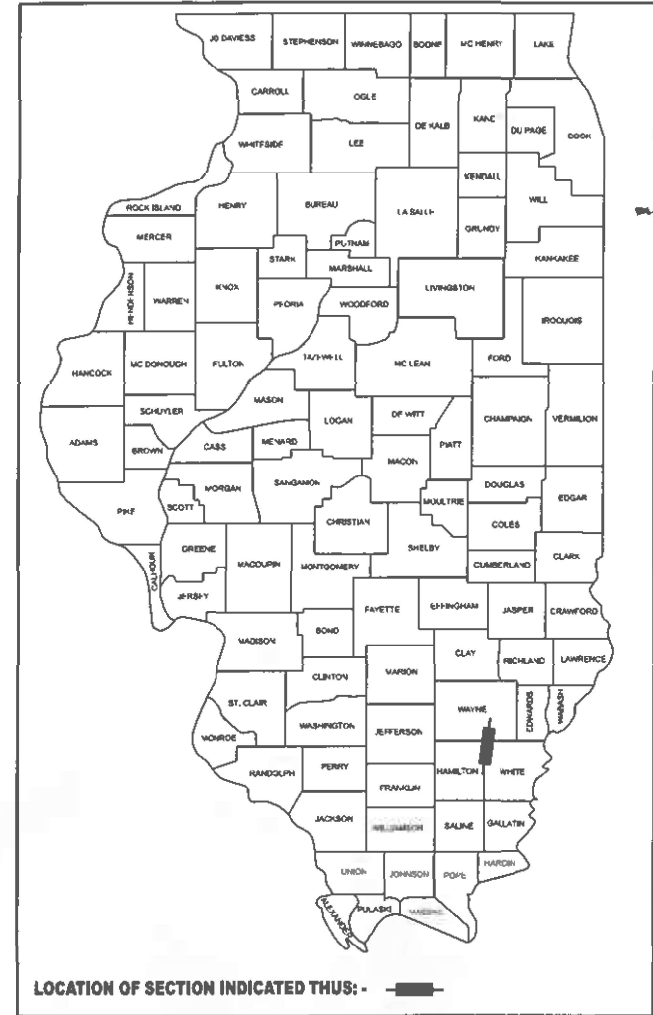 JO DAVIESS STEPHENSON WINNEBAGO BOONE MC HENRY LAKE
CARROLL OGLE DE KALB KANE DU PAGE COOK
WHITESIDE LEE
KENDALL WILL
ROCK ISLAND HENRY BUREAU LA SALLE GRUNDY
MERCER STARK PUTNAM MARSHALL KANKAKEE
HENDERSON WARREN KNOX PEORIA WOODFORD LIVINGSTON IROQUOIS
HANCOCK MC DONOUGH FULTON TAZEWELL MC LEAN FORD
SCHUYLER MASON LOGAN DE WITT CHAMPAIGN VERMILION
ADAMS BROWN CASS MENARD MACON PIATT
PIKE SCOTT MORGAN SANGAMON CHRISTIAN MOULTRIE DOUGLAS EDGAR
COLES
CALHOUN GREENE MACOUPIN MONTGOMERY SHELBY CUMBERLAND CLARK
JERSEY FAYETTE EFFINGHAM JASPER CRAWFORD
MADISON BOND CLAY RICHLAND LAWRENCE
CLINTON MARION
ST. CLAIR WAYNE EDWARDS WABASH
MONROE WASHINGTON JEFFERSON
RANDOLPH PERRY HAMILTON WHITE
FRANKLIN
JACKSON WILLIAMSON SALINE GALLATIN
UNION JOHNSON POPE HARDIN
ALEXANDER PULASKI
LOCATION OF SECTION INDICATED THUS: -